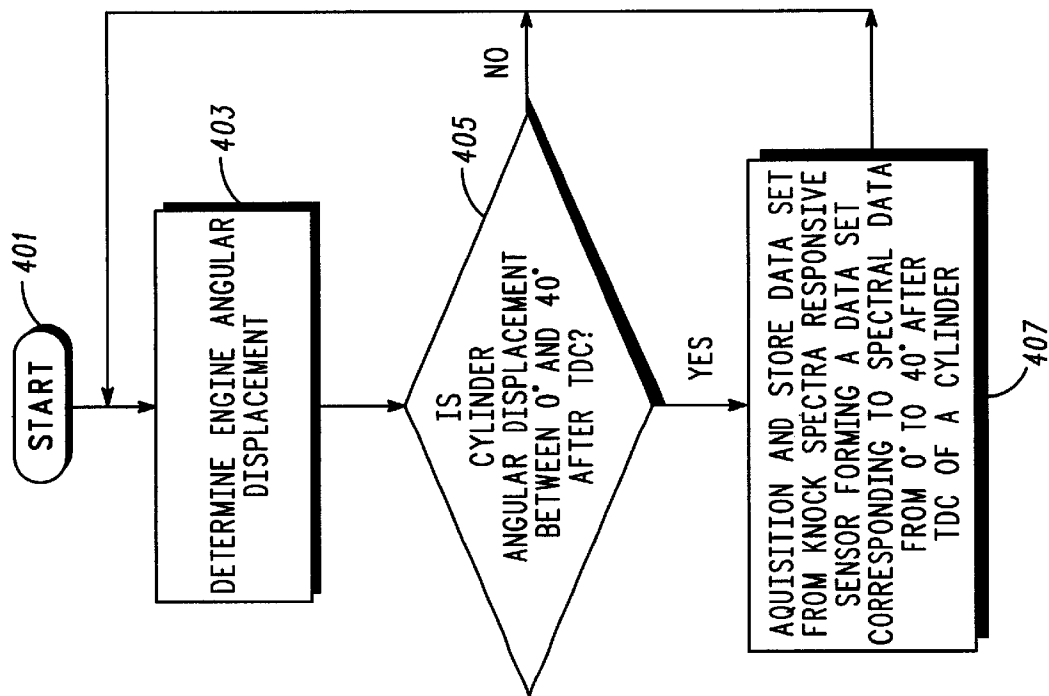 START
401
DETERMINE ENGINE ANGULAR
DISPLACEMENT
403
IS
CYLINDER
ANGULAR DISPLACEMENT
BETWEEN 0° AND 40°
AFTER TDC?
405
NO
YES
AQUISITION AND STORE DATA SET
FROM KNOCK SPECTRA RESPONSIVE
SENSOR FORMING A DATA SET
CORRESPONDING TO SPECTRAL DATA
FROM 0° TO 40° AFTER
TDC OF A CYLINDER
407